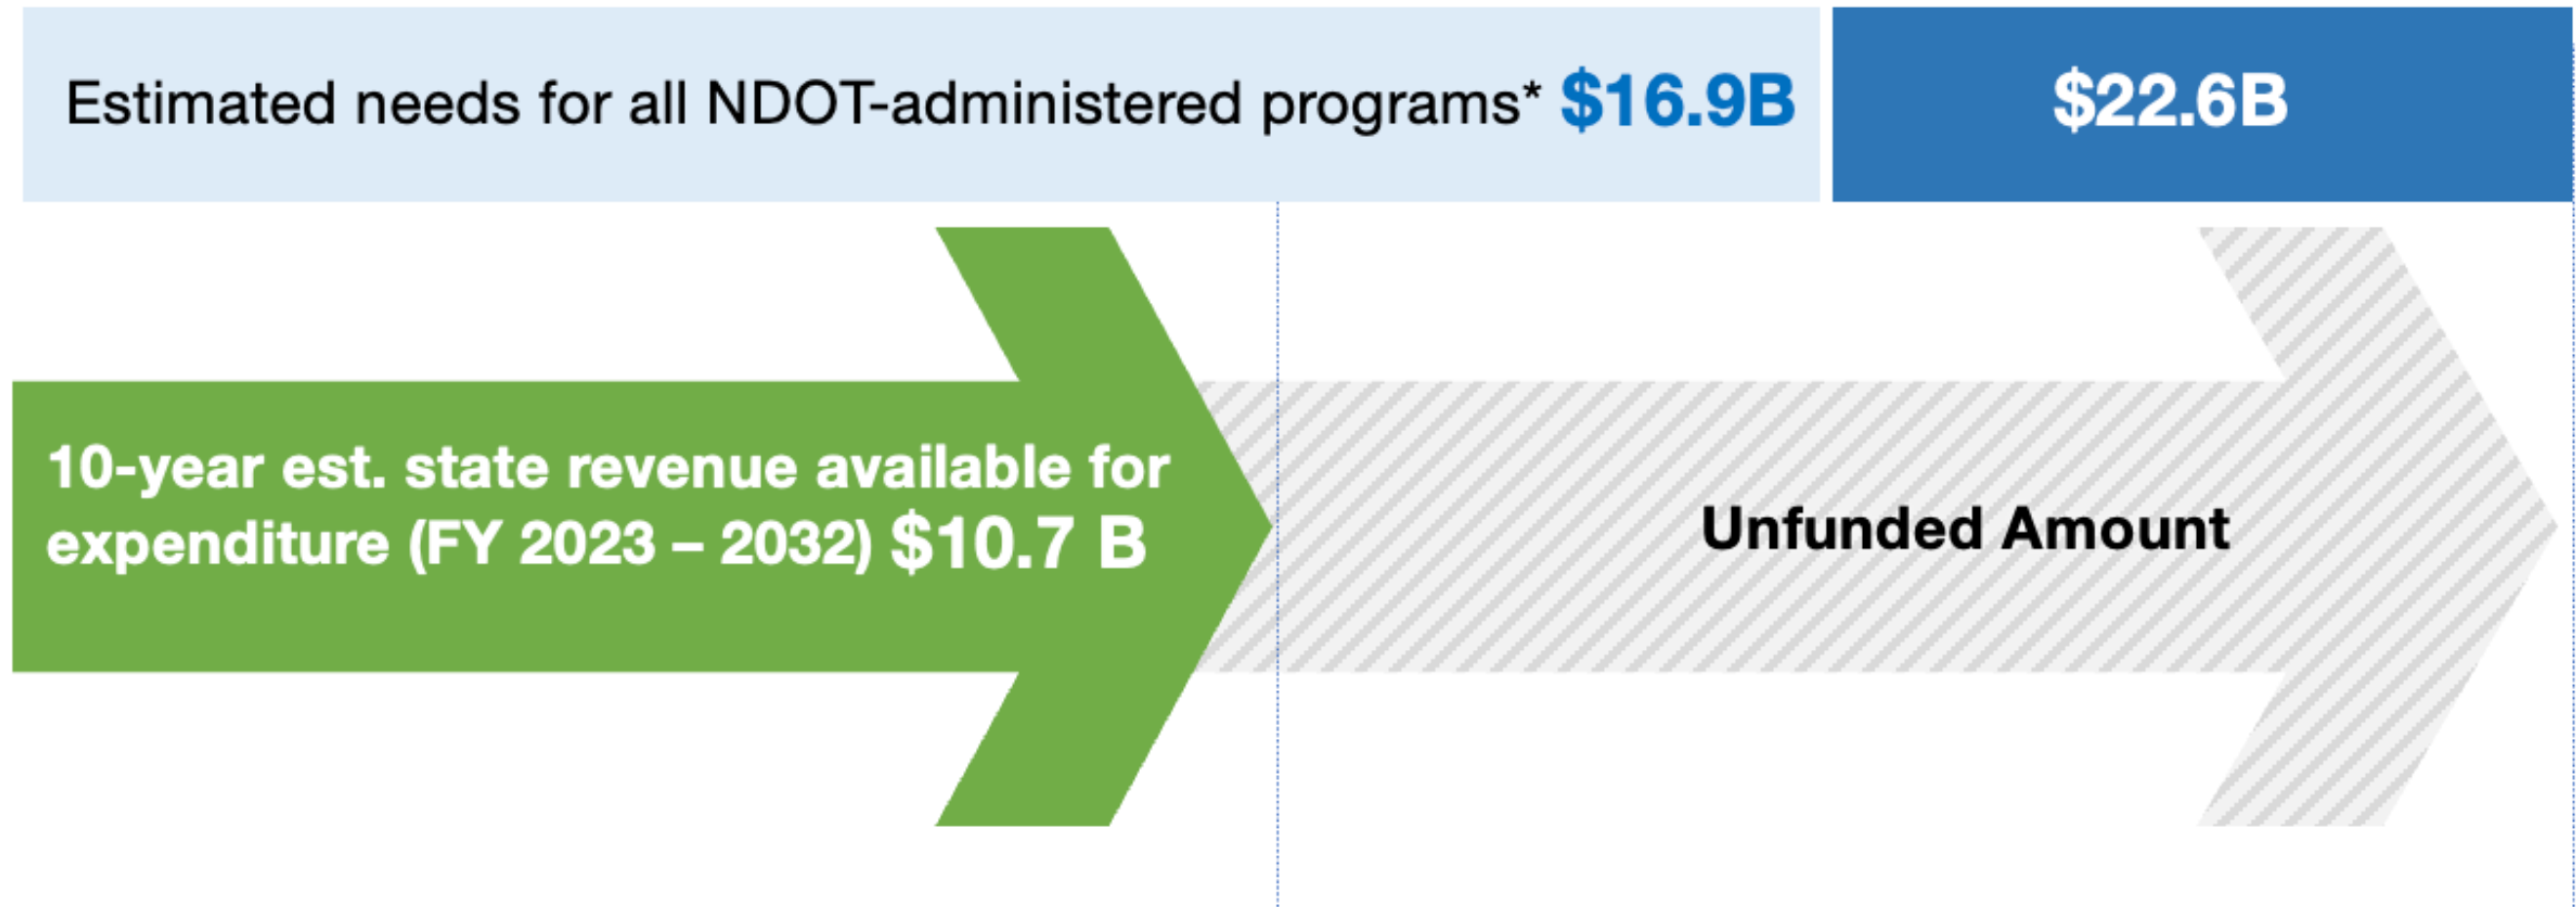 Estimated needs for all NDOT-administered programs* $16.9B
$22.6B
10-year est. state revenue available for
expenditure (FY 2023 – 2032) $10.7 B
Unfunded Amount